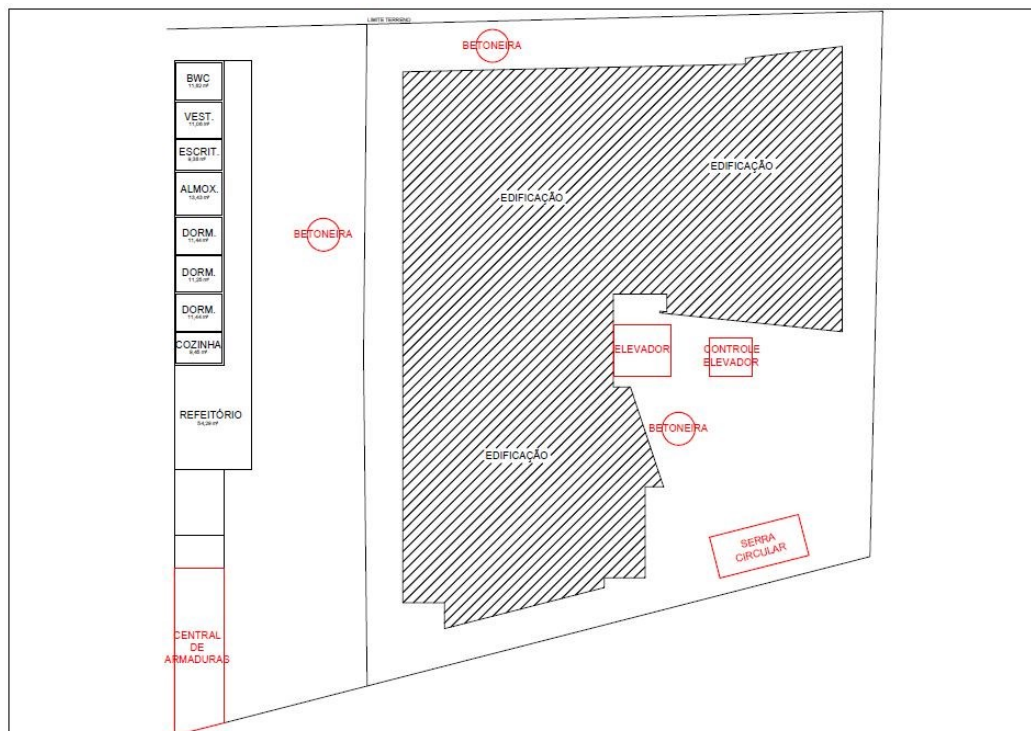 LIMITE TERRENO
BETONEIRA
BWC
VEST.
ESCRIT.
ALMOX.
DORM.
DORM.
DORM.
COZINHA
REFEITÓRIO
BETONEIRA
EDIFICAÇÃO
EDIFICAÇÃO
ELEVADOR
CONTROLE
ELEVADOR
BETONEIRA
EDIFICAÇÃO
SERRA
CIRCULAR
CENTRAL
DE
ARMADURAS